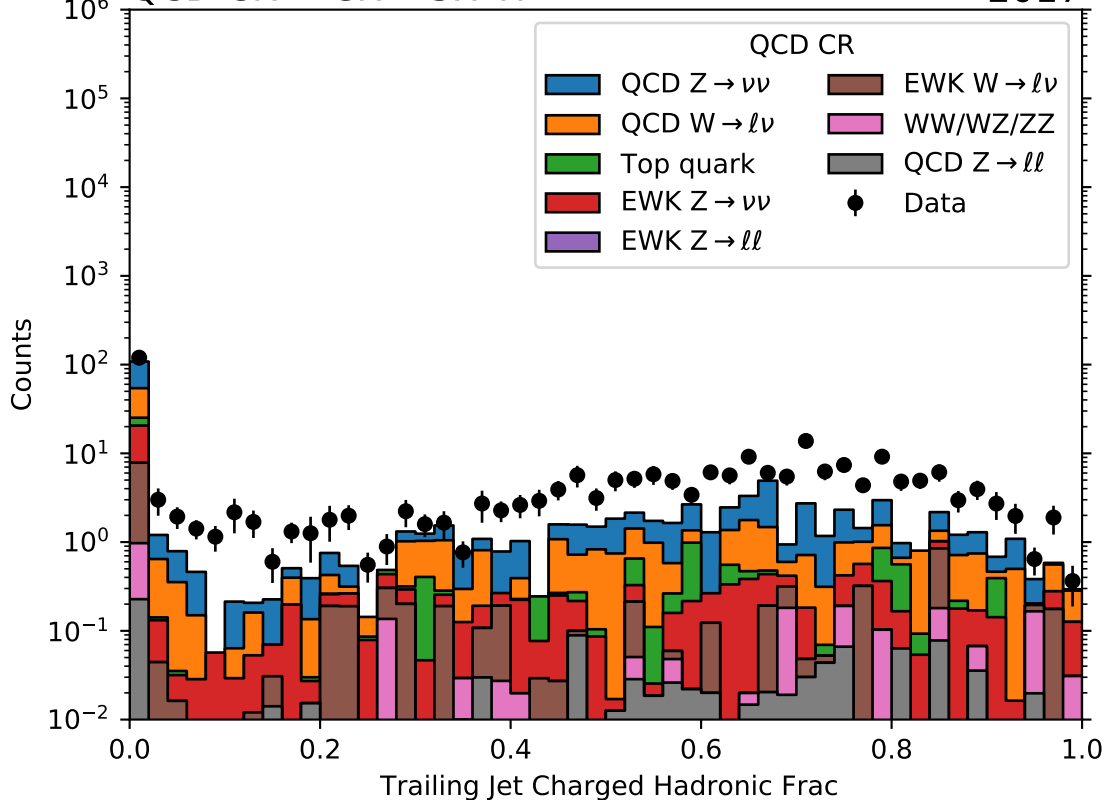 QCD CR
QCD Z → νν
QCD W → ℓν
Top quark
EWK Z → νν
EWK Z → ℓℓ
EWK W → ℓν
WW/WZ/ZZ
QCD Z → ℓℓ
Data
Counts
10⁶
10⁵
10⁴
10³
10²
10¹
10⁰
10⁻¹
10⁻²
0.0 0.2 0.4 0.6 0.8 1.0
Trailing Jet Charged Hadronic Frac